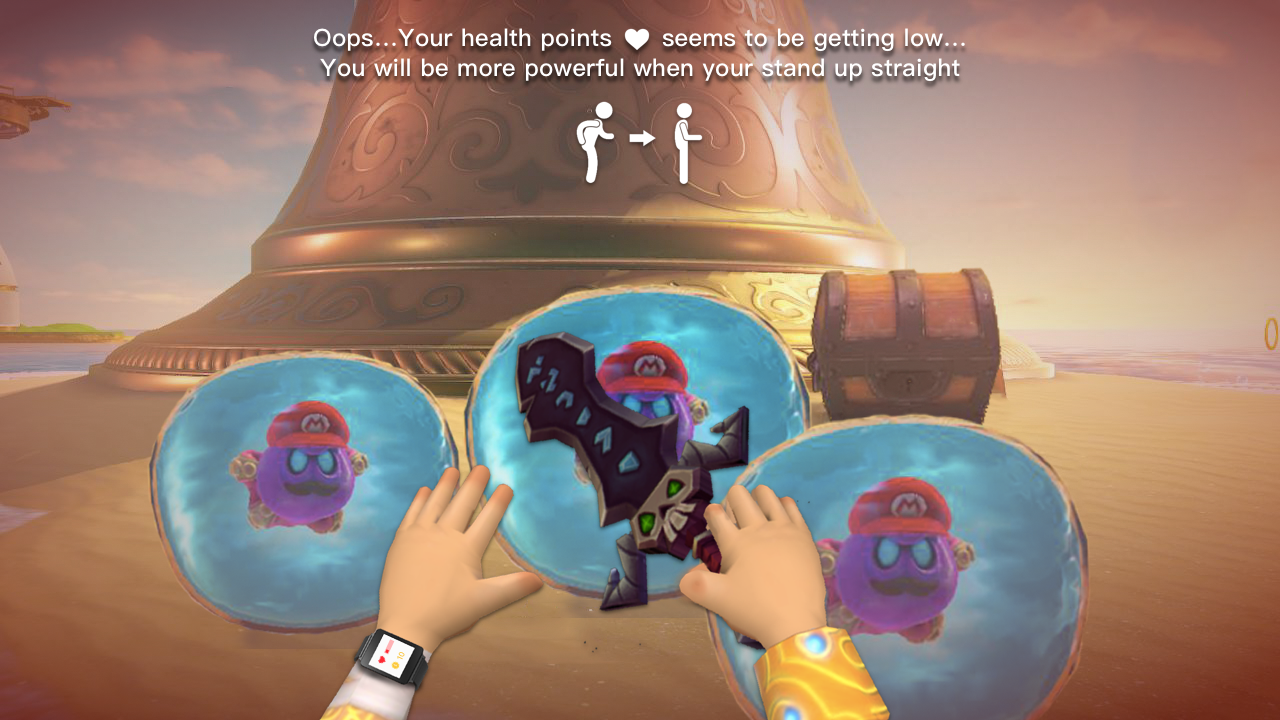 Oops...Your health points ♥ seems to be getting low...
You will be more powerful when your stand up straight
M
M
M
10